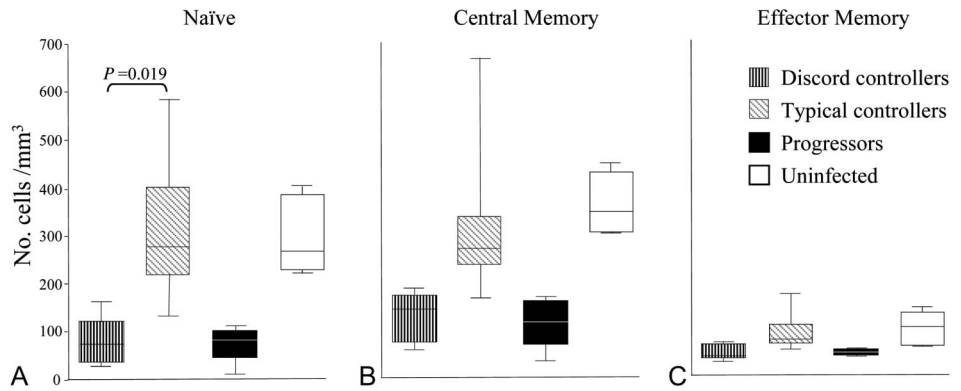 Naïve
Central Memory
Effector Memory
No. cells /mm³
700
600
500
400
300
200
100
0
P =0.019
Discord controllers
Typical controllers
Progressors
Uninfected
A
B
C